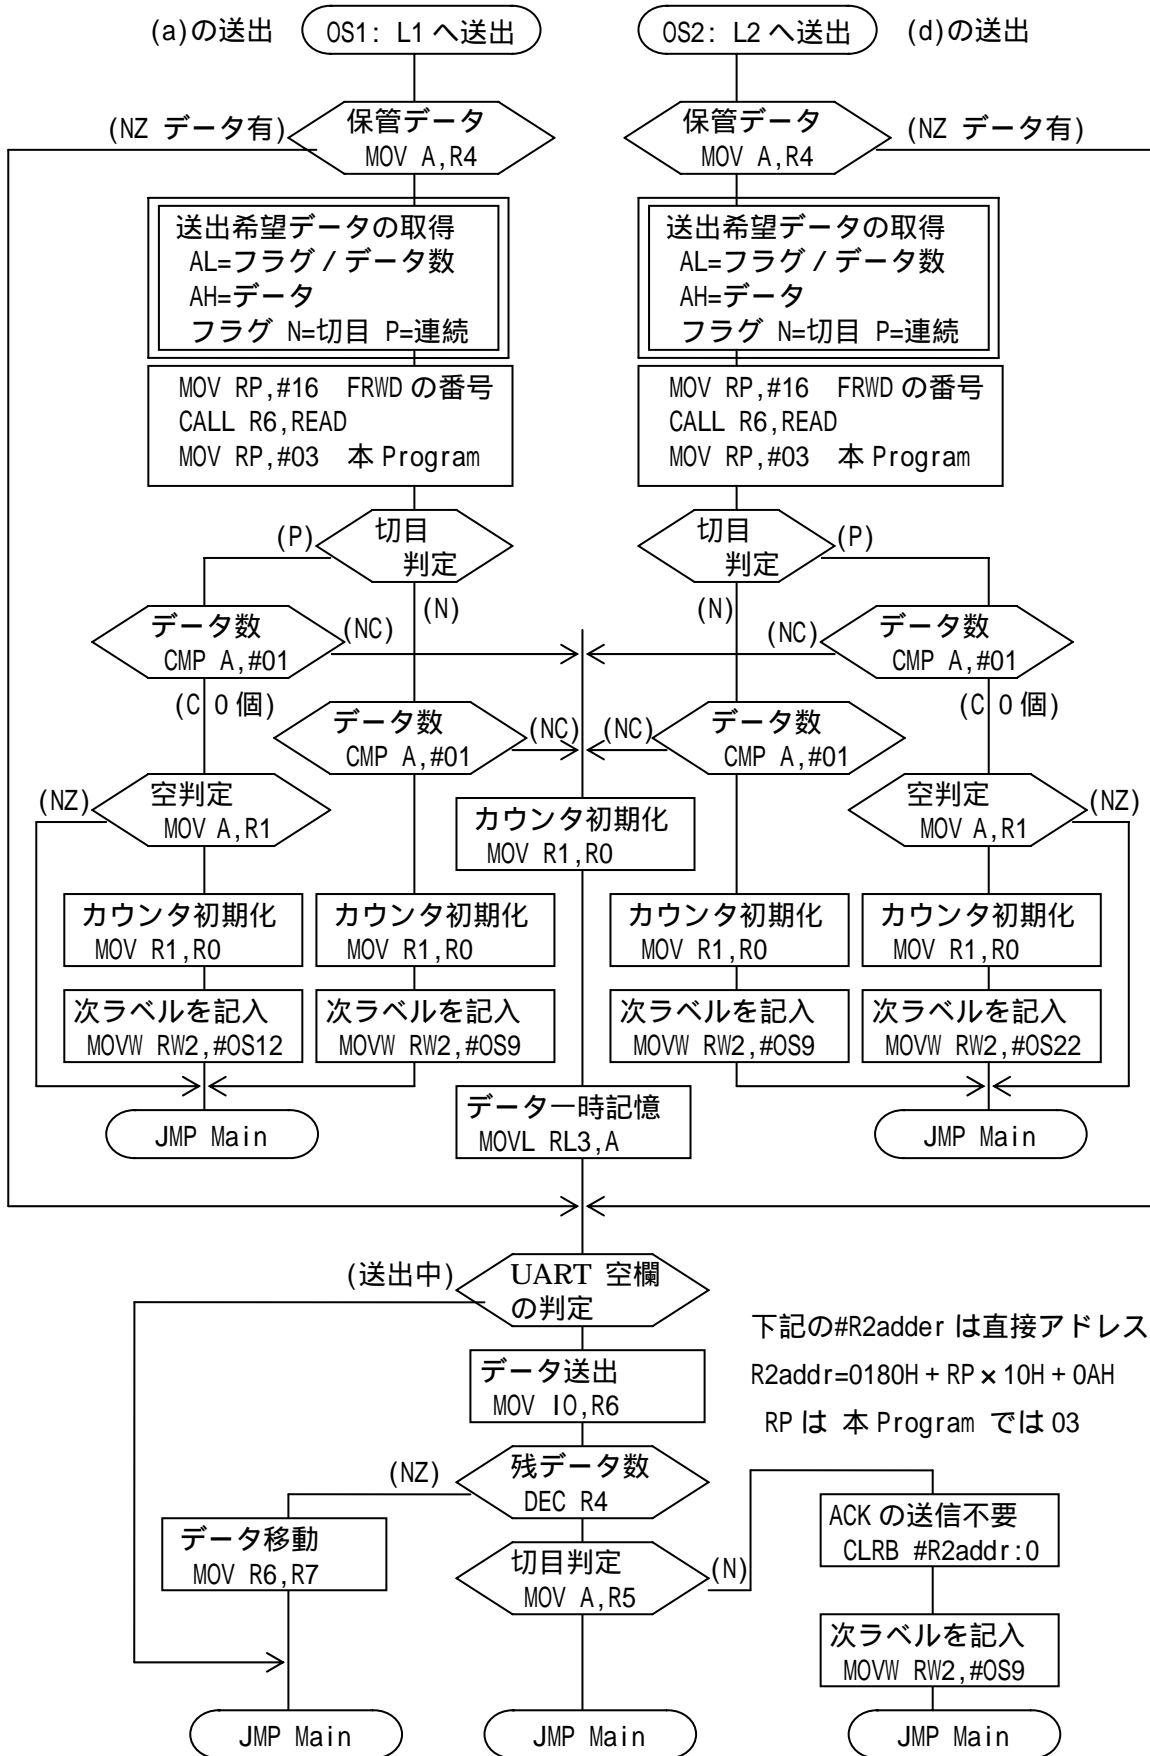 (a)の送出
OS1: L1 へ送出
OS2: L2 へ送出
(d)の送出
(NZ データ有)
保管データ
MOV A,R4
保管データ
MOV A,R4
(NZ データ有)
送出希望データの取得
AL=フラグ / データ数
AH=データ
フラグ N=切目 P=連続
送出希望データの取得
AL=フラグ / データ数
AH=データ
フラグ N=切目 P=連続
MOV RP,#16 FRWD の番号
CALL R6,READ
MOV RP,#03 本 Program
MOV RP,#16 FRWD の番号
CALL R6,READ
MOV RP,#03 本 Program
(P)
切目
判定
切目
判定
(P)
(N)
(N)
データ数
CMP A,#01
(NC)
(NC)
データ数
CMP A,#01
(C 0 個)
(C 0 個)
データ数
CMP A,#01
(NC)
(NC)
データ数
CMP A,#01
(NZ)
空判定
MOV A,R1
カウンタ初期化
MOV R1,R0
空判定
MOV A,R1
(NZ)
カウンタ初期化
MOV R1,R0
カウンタ初期化
MOV R1,R0
カウンタ初期化
MOV R1,R0
カウンタ初期化
MOV R1,R0
次ラベルを記入
MOVW RW2,#OS12
次ラベルを記入
MOVW RW2,#OS9
次ラベルを記入
MOVW RW2,#OS9
次ラベルを記入
MOVW RW2,#OS22
JMP Main
データ一時記憶
MOVL RL3,A
JMP Main
(送出中)
UART 空欄
の判定
下記の#R2adder は直接アドレス
R2addr=0180H + RP × 10H + 0AH
RP は 本 Program では 03
データ送出
MOV IO,R6
(NZ)
残データ数
DEC R4
データ移動
MOV R6,R7
切目判定
MOV A,R5
(N)
ACK の送信不要
CLRB #R2addr:0
次ラベルを記入
MOVW RW2,#OS9
JMP Main
JMP Main
JMP Main